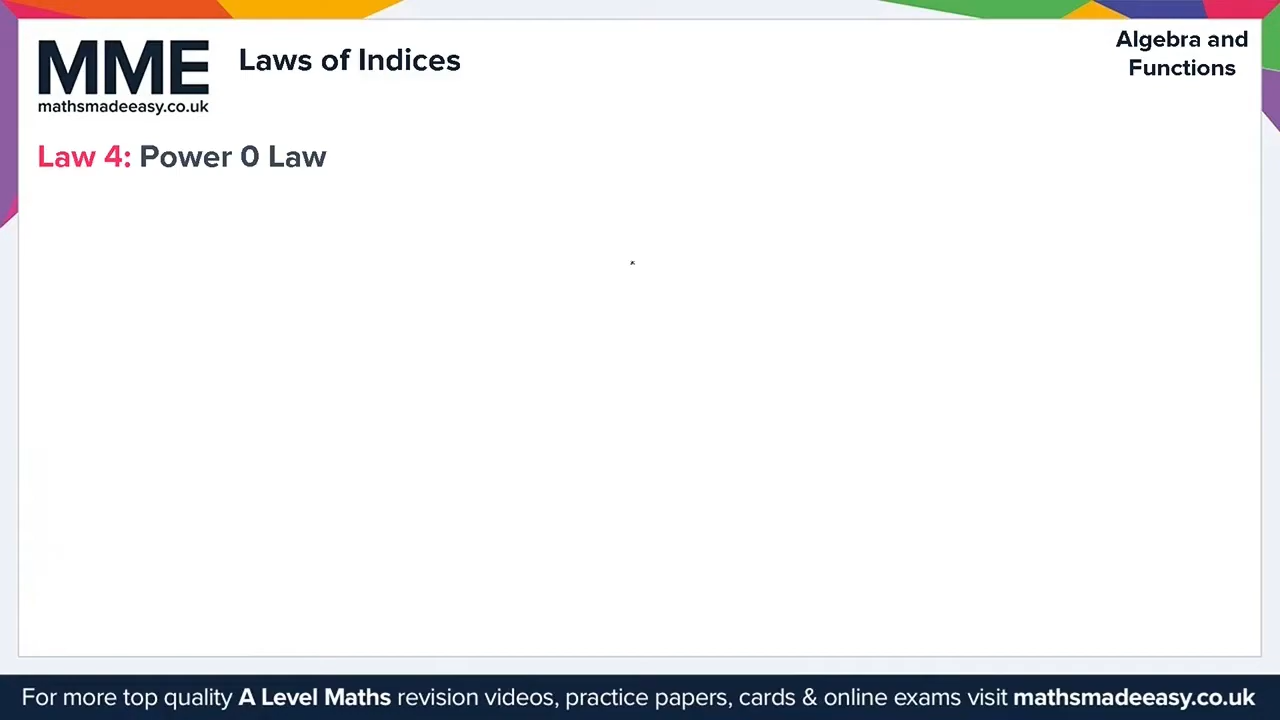 MME
mathsmadeeasy.co.uk
Laws of Indices
Algebra and
Functions
Law 4: Power 0 Law
For more top quality A Level Maths revision videos, practice papers, cards & online exams visit mathsmadeeasy.co.uk